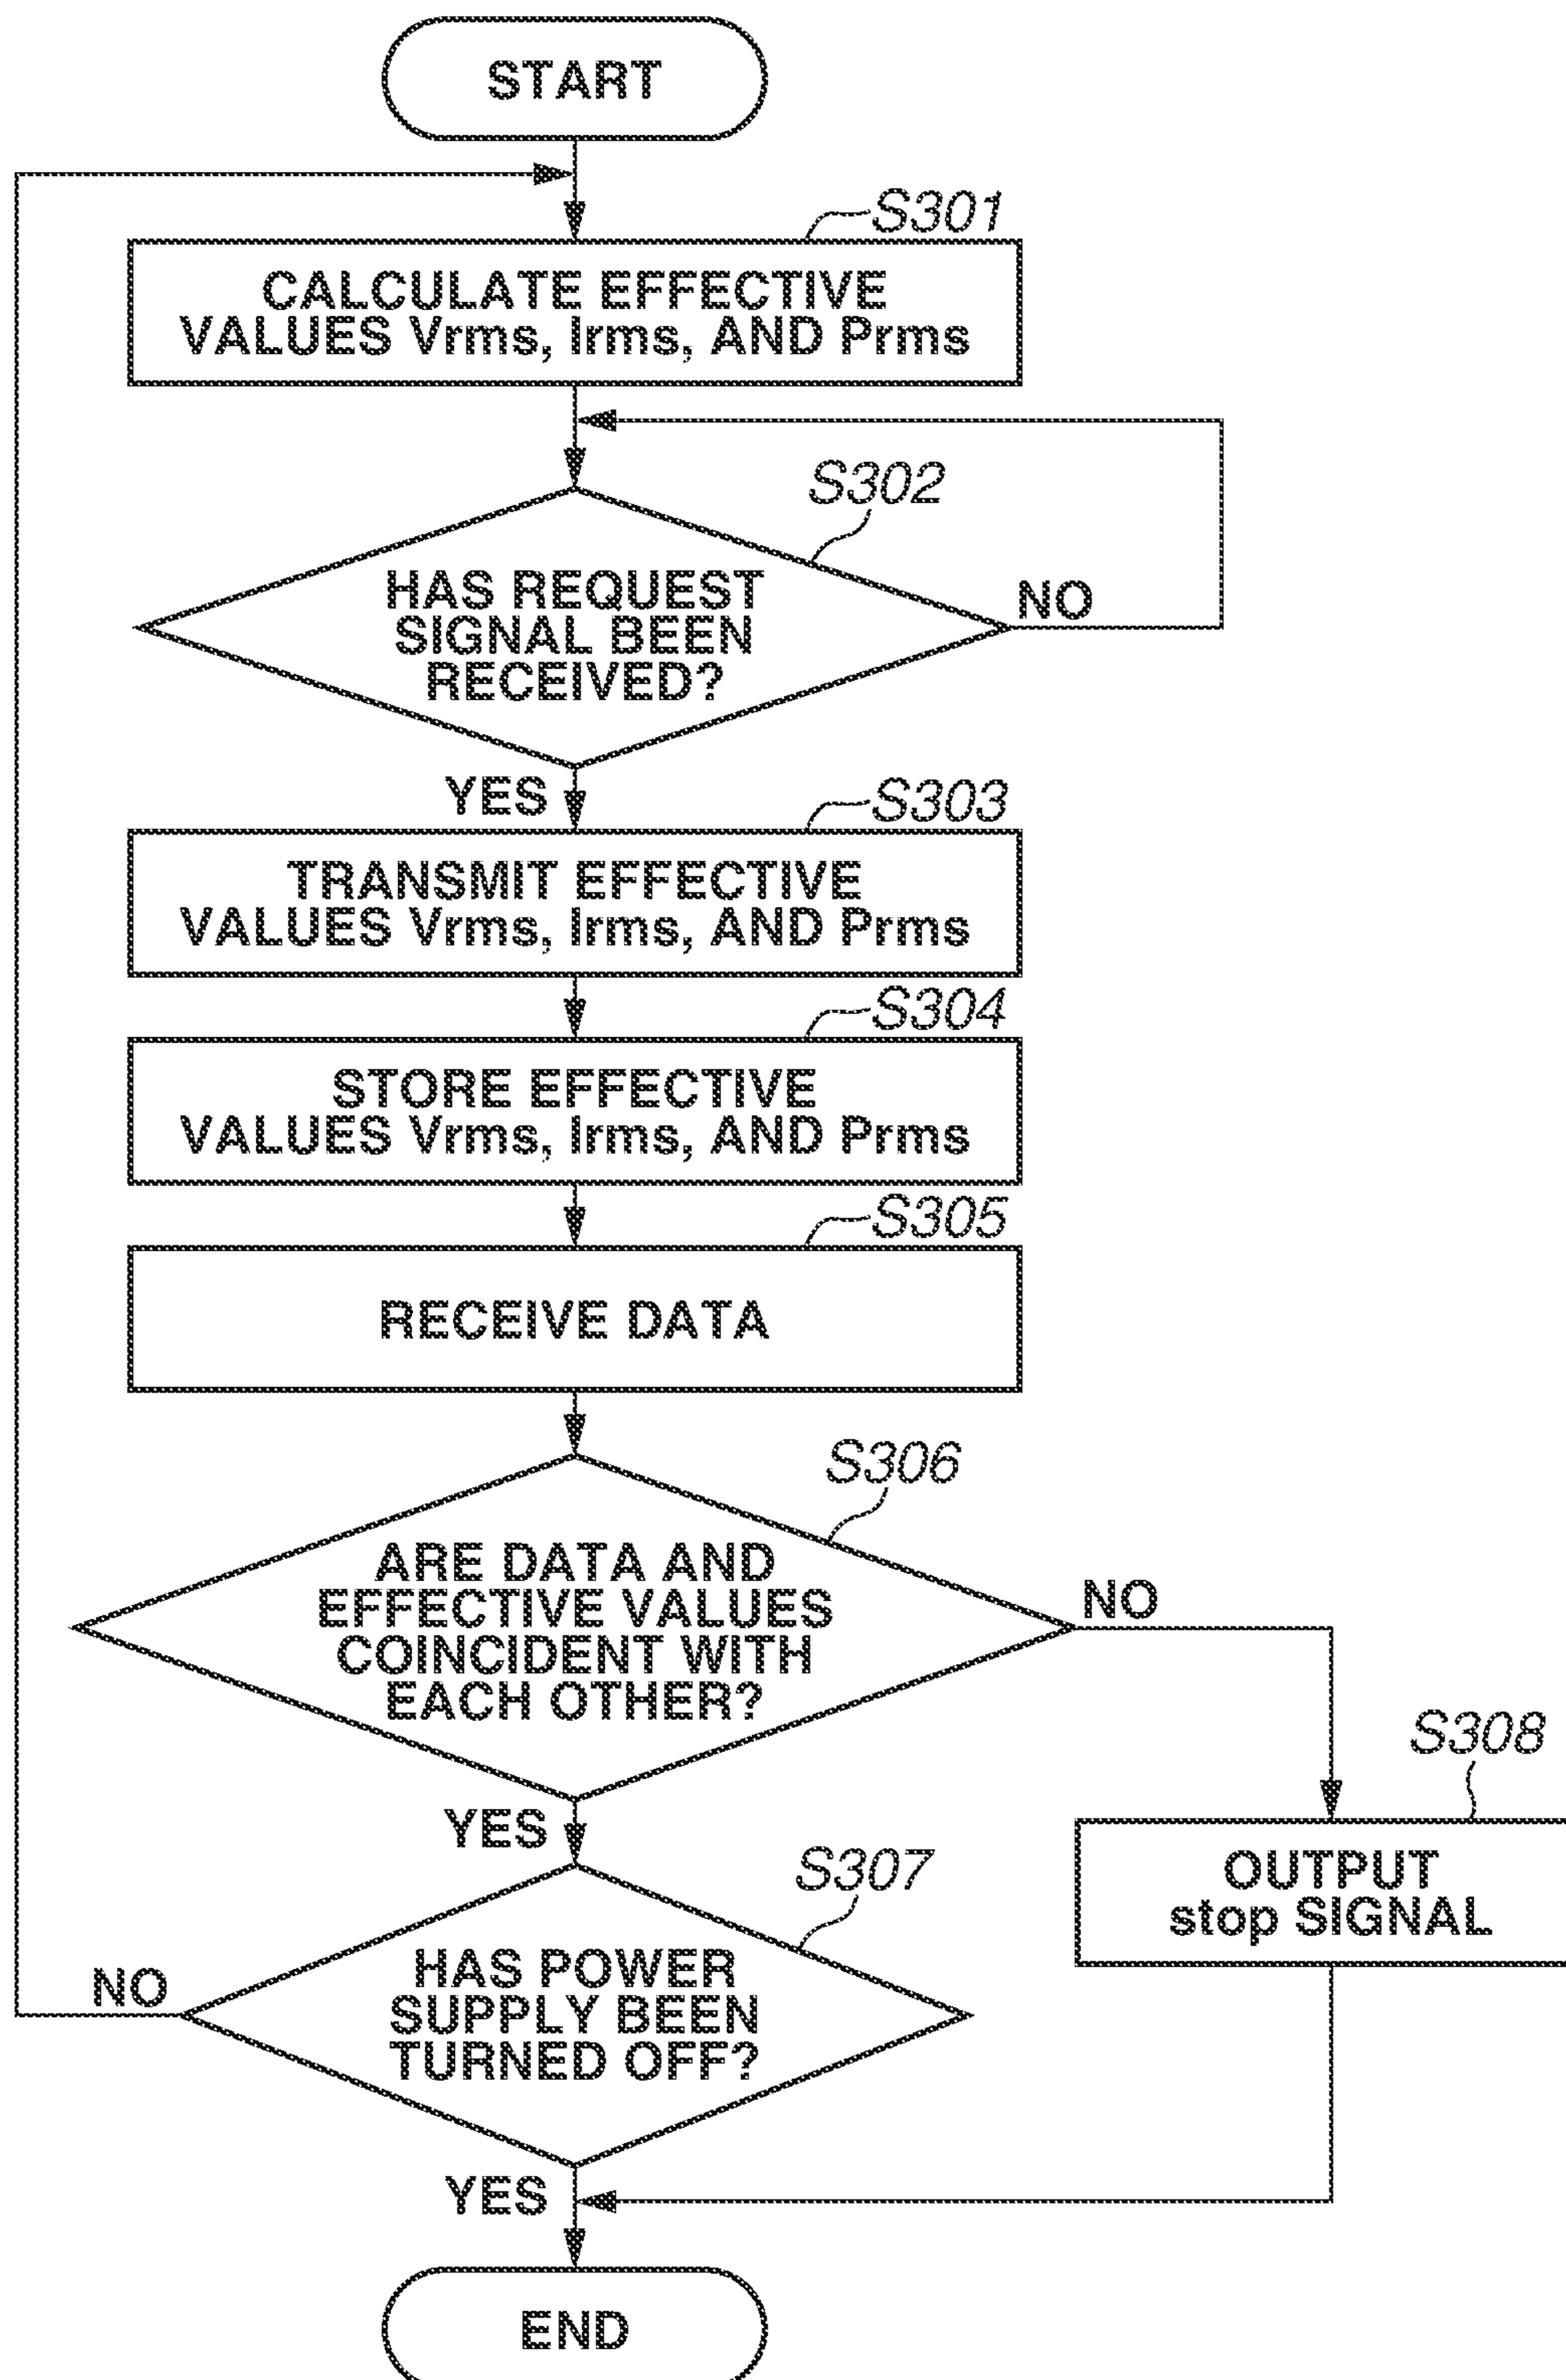 START
S301
CALCULATE EFFECTIVE
VALUES Vrms, Irms, AND Prms
S302
HAS REQUEST
SIGNAL BEEN
RECEIVED?
NO
YES
S303
TRANSMIT EFFECTIVE
VALUES Vrms, Irms, AND Prms
S304
STORE EFFECTIVE
VALUES Vrms, Irms, AND Prms
S305
RECEIVE DATA
S306
ARE DATA AND
EFFECTIVE VALUES
COINCIDENT WITH
EACH OTHER?
NO
YES
S308
OUTPUT
stop SIGNAL
S307
HAS POWER
SUPPLY BEEN
TURNED OFF?
NO
YES
END